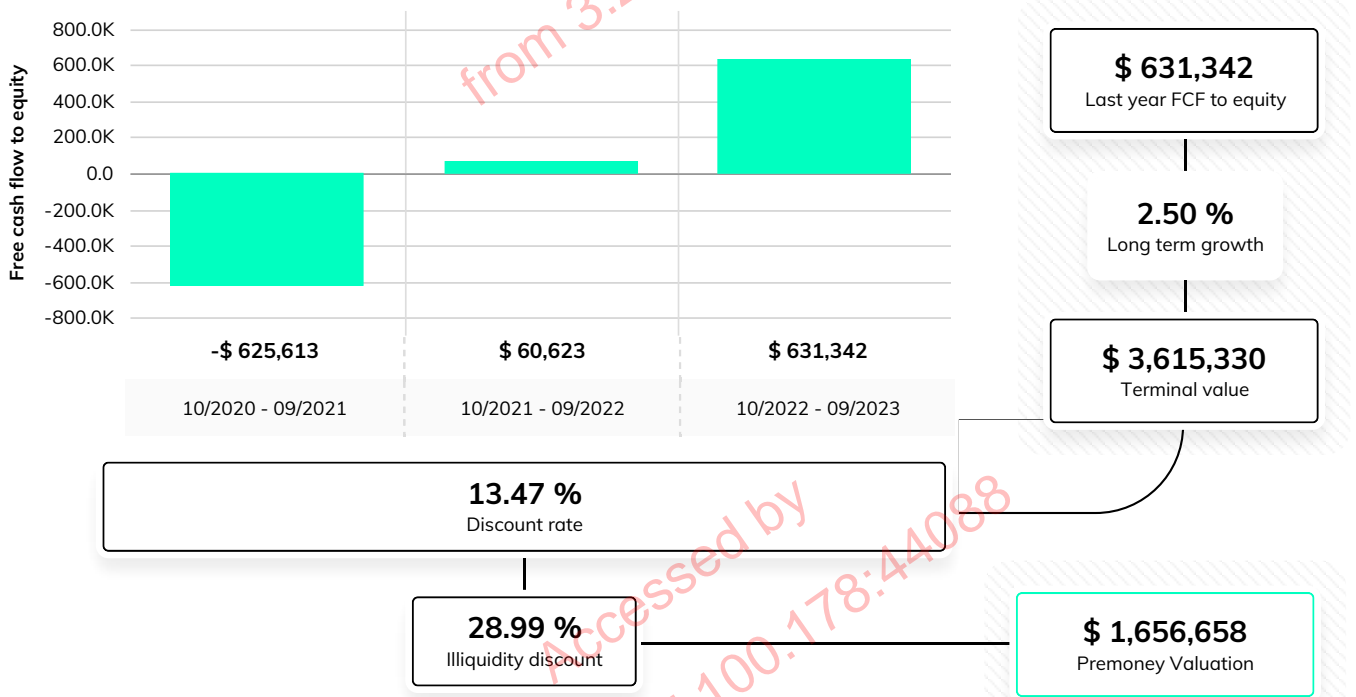 from 3.
800.0K
600.0K
400.0K
200.0K
0.0
-200.0K
-400.0K
-600.0K
-800.0K
Free cash flow to equity
-$ 625,613
$ 60,623
$ 631,342
10/2020 - 09/2021
10/2021 - 09/2022
10/2022 - 09/2023
$ 631,342
Last year FCF to equity
2.50 %
Long term growth
$ 3,615,330
Terminal value
13.47 %
Discount rate
28.99 %
Illiquidity discount
$ 1,656,658
Premoney Valuation
Accessed by
100.178:44088